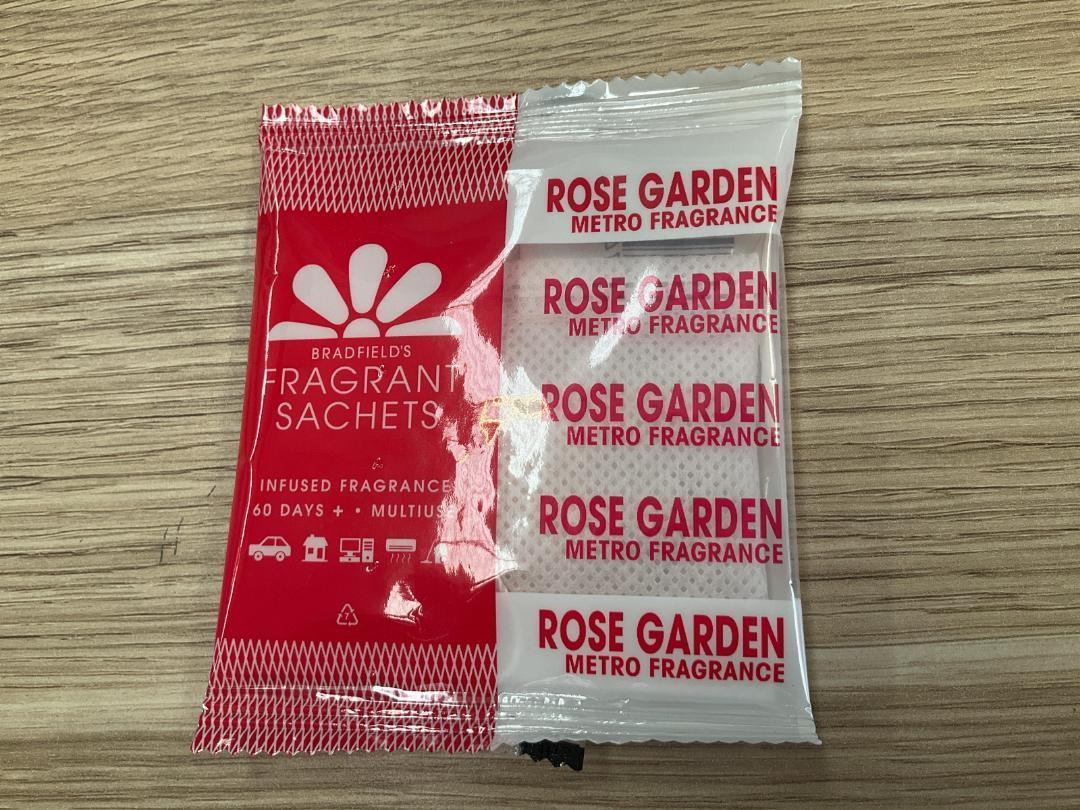 BRADFIELD'S
FRAGRANT
SACHETS
INFUSED FRAGRANCE
60 DAYS + • MULTIUSE
7
ROSE GARDEN
METRO FRAGRANCE
ROSE GARDEN
METRO FRAGRANCE
ROSE GARDEN
METRO FRAGRANCE
ROSE GARDEN
METRO FRAGRANCE
ROSE GARDEN
METRO FRAGRANCE